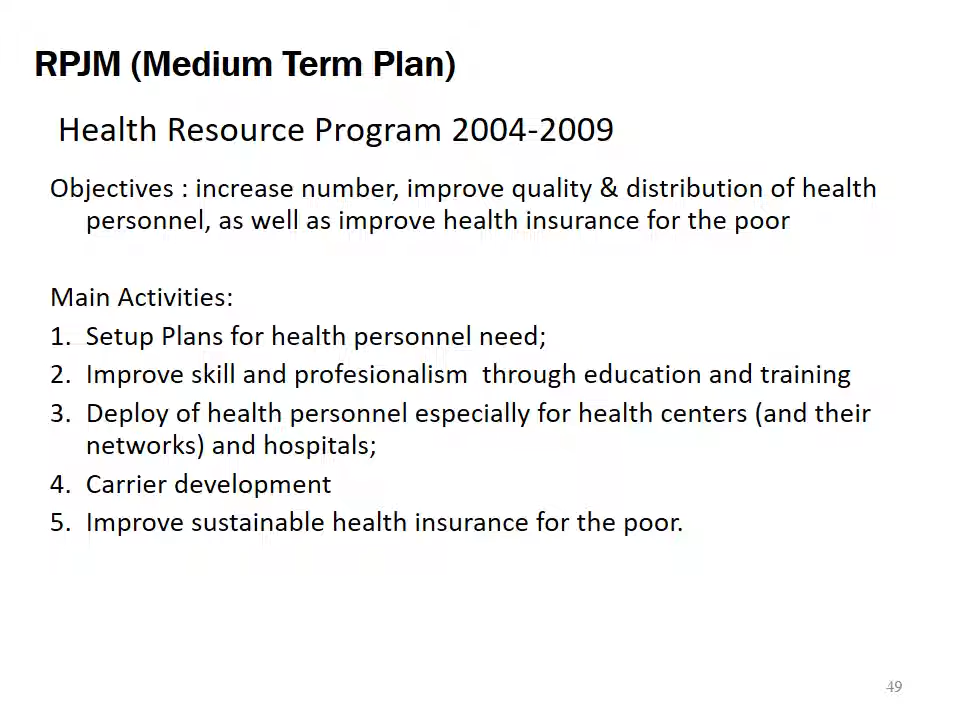 RPJM (Medium Term Plan)
Health Resource Program 2004-2009
Objectives : increase number, improve quality & distribution of health
personnel, as well as improve health insurance for the poor
Main Activities:
1. Setup Plans for health personnel need;
2. Improve skill and profesionalism  through education and training
3. Deploy of health personnel especially for health centers (and their
networks) and hospitals;
4. Carrier development
5. Improve sustainable health insurance for the poor.
49